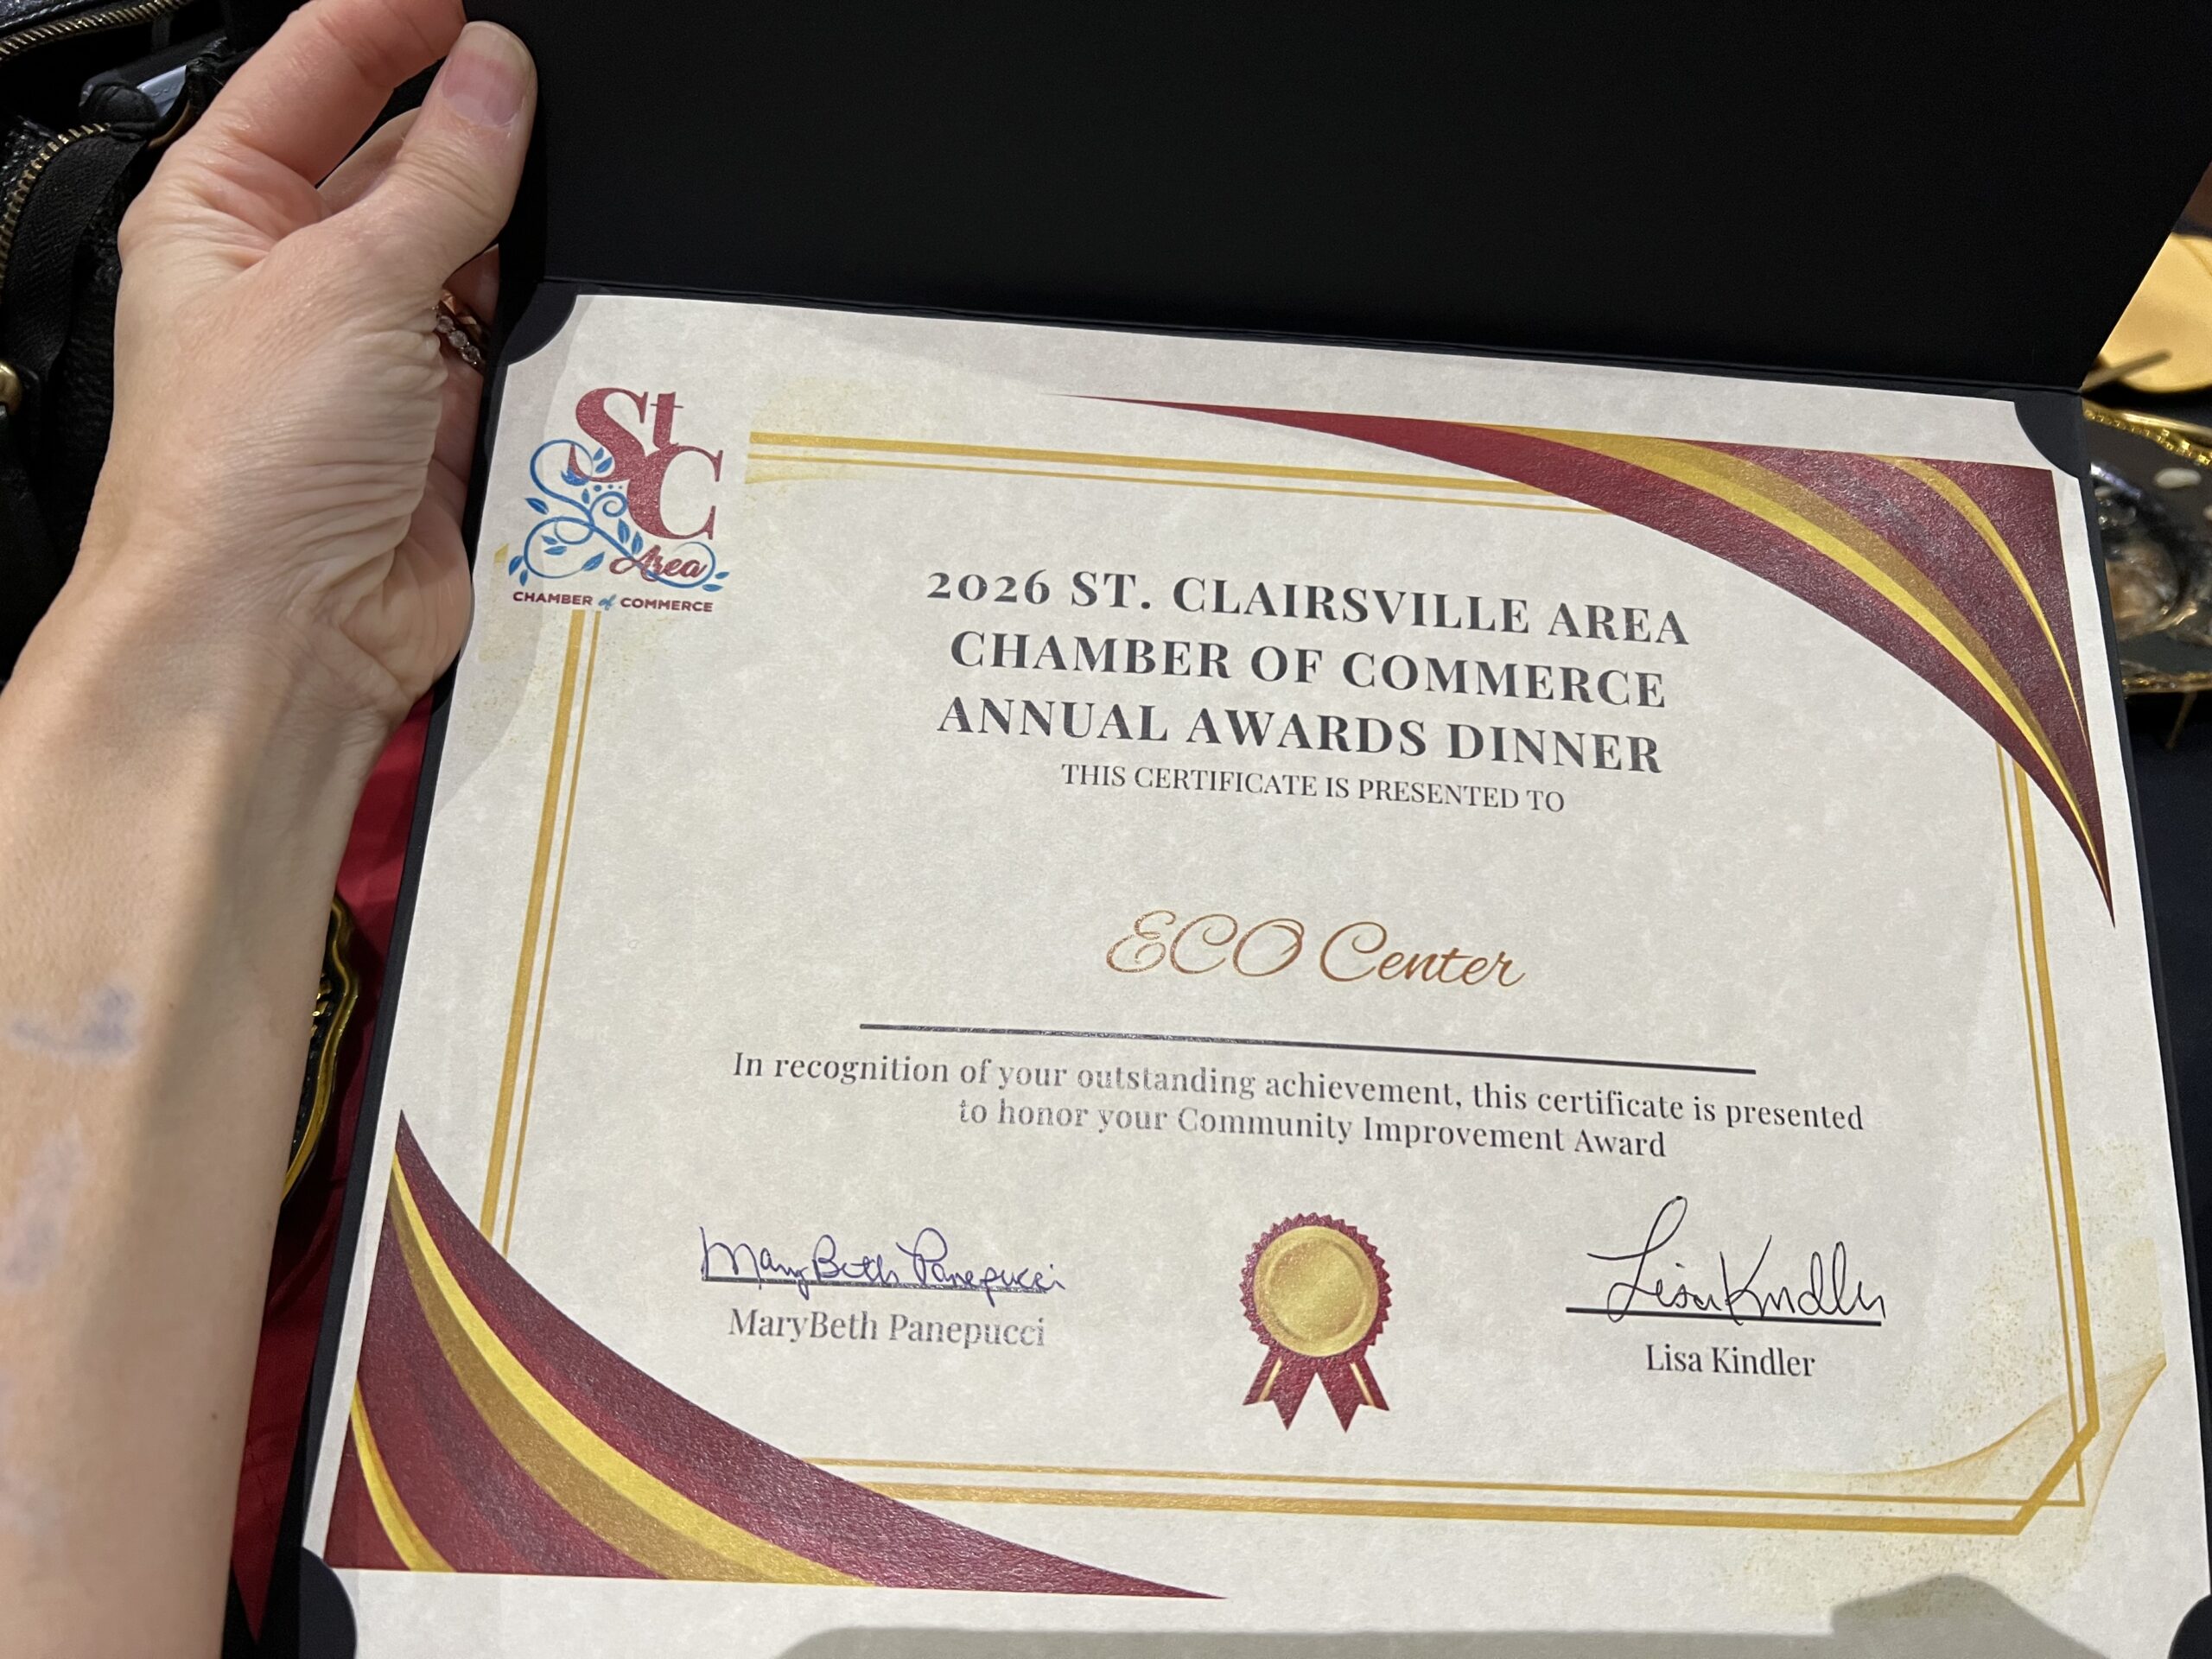 St
C
Area
CHAMBER of COMMERCE
2026 ST. CLAIRSVILLE AREA
CHAMBER OF COMMERCE
ANNUAL AWARDS DINNER
THIS CERTIFICATE IS PRESENTED TO
ECO Center
In recognition of your outstanding achievement, this certificate is presented
to honor your Community Improvement Award
MaryBeth Panepucci
MaryBeth Panepucci
Lisa Kindler
Lisa Kindler